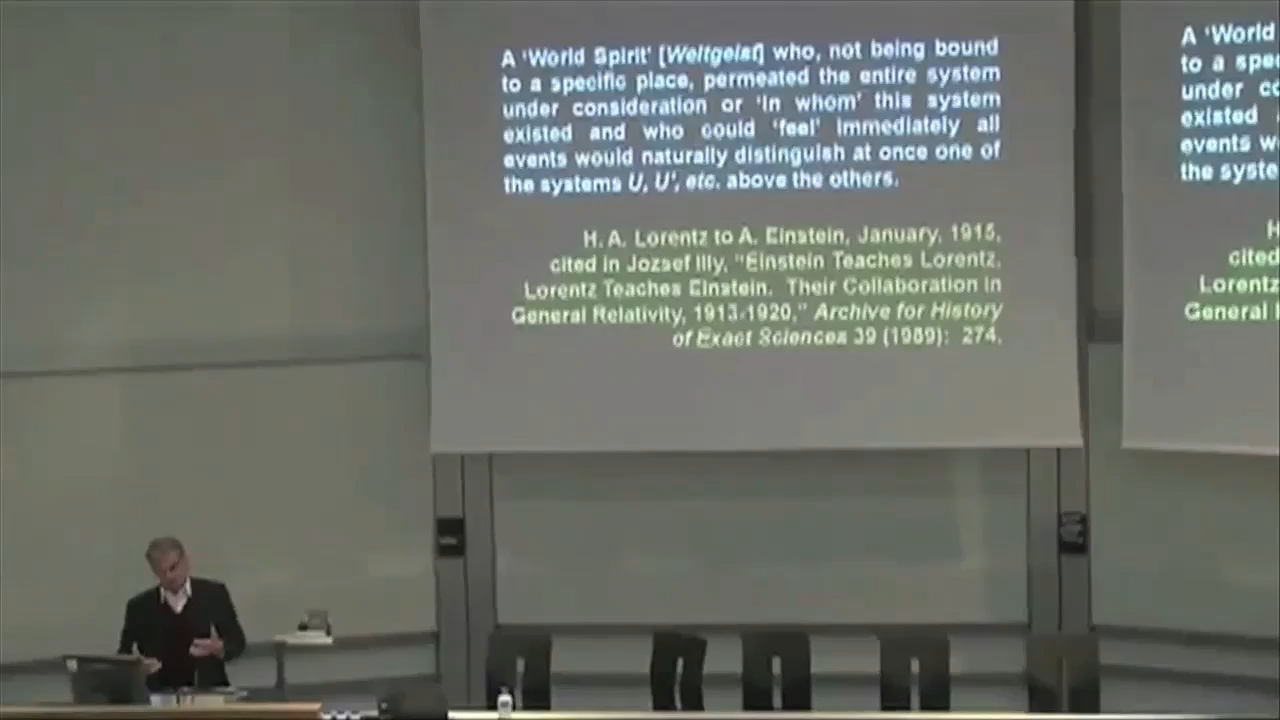 A 'World Spirit' [Weltgeist] who, not being bound
to a specific place, permeated the entire system
under consideration or 'in whom' this system
existed and who could 'feel' immediately all
events would naturally distinguish at once one of
the systems U, U', etc. above the others.
H. A. Lorentz to A. Einstein, January, 1915,
cited in Jozsef Illy, "Einstein Teaches Lorentz,
Lorentz Teaches Einstein. Their Collaboration in
General Relativity, 1913-1920," Archive for History
of Exact Sciences 39 (1989): 274.
A 'World
to a spe
under co
existed
events w
the syste
H
cited
Lorentz
General